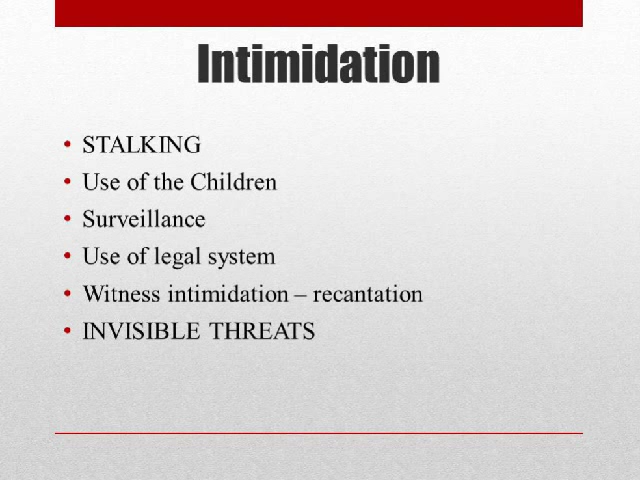 Intimidation
• STALKING
• Use of the Children
• Surveillance
• Use of legal system
• Witness intimidation – recantation
• INVISIBLE THREATS